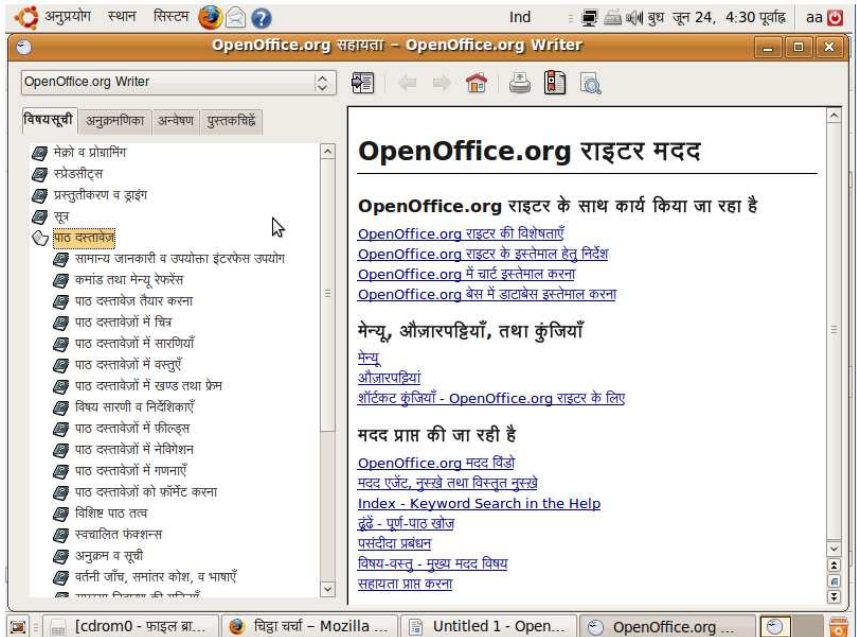 अनुप्रयोग स्थान सिस्टम Ind बुध जून 24, 4:30 पूर्वाह्न aa
OpenOffice.org सहायता - OpenOffice.org Writer
OpenOffice.org Writer
विषयसूची अनुक्रमणिका अन्वेषण पुस्तकचिह्नें
मेक्रो व प्रोग्रामिंग
स्प्रेडसीट्स
प्रस्तुतीकरण व ड्राइंग
सूत्र
पाठ दस्तावेज़
सामान्य जानकारी व उपयोक्ता इंटरफेस उपयोग
कमांड तथा मेन्यू रेफरेंस
पाठ दस्तावेज़ तैयार करना
पाठ दस्तावेज़ों में चित्र
पाठ दस्तावेज़ों में सारणियाँ
पाठ दस्तावेज़ों में वस्तुएँ
पाठ दस्तावेज़ों में खण्ड तथा फ्रेम
विषय सारणी व निर्देशिकाएँ
पाठ दस्तावेज़ों में फ़ील्ड्स
पाठ दस्तावेज़ों में नेविगेशन
पाठ दस्तावेज़ों में गणनाएँ
पाठ दस्तावेज़ों को फ़ॉर्मेट करना
विशिष्ट पाठ तत्व
स्वचालित फंक्शन्स
अनुक्रम व सूची
वर्तनी जाँच, समांतर कोश, व भाषाएँ
OpenOffice.org राइटर मदद
OpenOffice.org राइटर के साथ कार्य किया जा रहा है
OpenOffice.org राइटर की विशेषताएँ
OpenOffice.org राइटर के इस्तेमाल हेतु निर्देश
OpenOffice.org में चार्ट इस्तेमाल करना
OpenOffice.org बेस में डाटाबेस इस्तेमाल करना
मेन्यू, औज़ारपट्टियाँ, तथा कुंजियाँ
मेन्यू
औज़ारपट्टियां
शॉर्टकट कुंजियाँ - OpenOffice.org राइटर के लिए
मदद प्राप्त की जा रही है
OpenOffice.org मदद विंडो
मदद एजेंट, नुस्ख़े तथा विस्तृत नुस्ख़े
Index - Keyword Search in the Help
ढूंढें - पूर्ण-पाठ खोज
पसंदीदा प्रबंधन
विषय-वस्तु - मुख्य मदद विषय
सहायता प्राप्त करना
[cdrom0 - फ़ाइल ब्रा... चिट्ठा चर्चा - Mozilla ... Untitled 1 - Open... OpenOffice.org ...